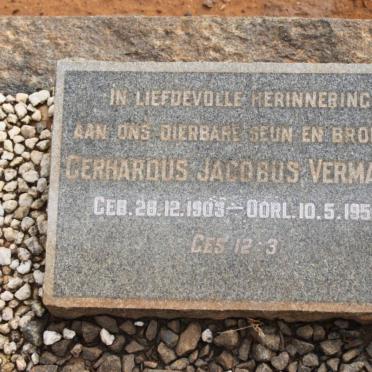 IN LIEFDEVOLLE HERINNERING
AAN ONS DIERBARE SEUN EN BRO
GERHARDUS JACOBUS VERMA
GEB. 28.12.1903 — OORL. 10.5.195
GES 12:3